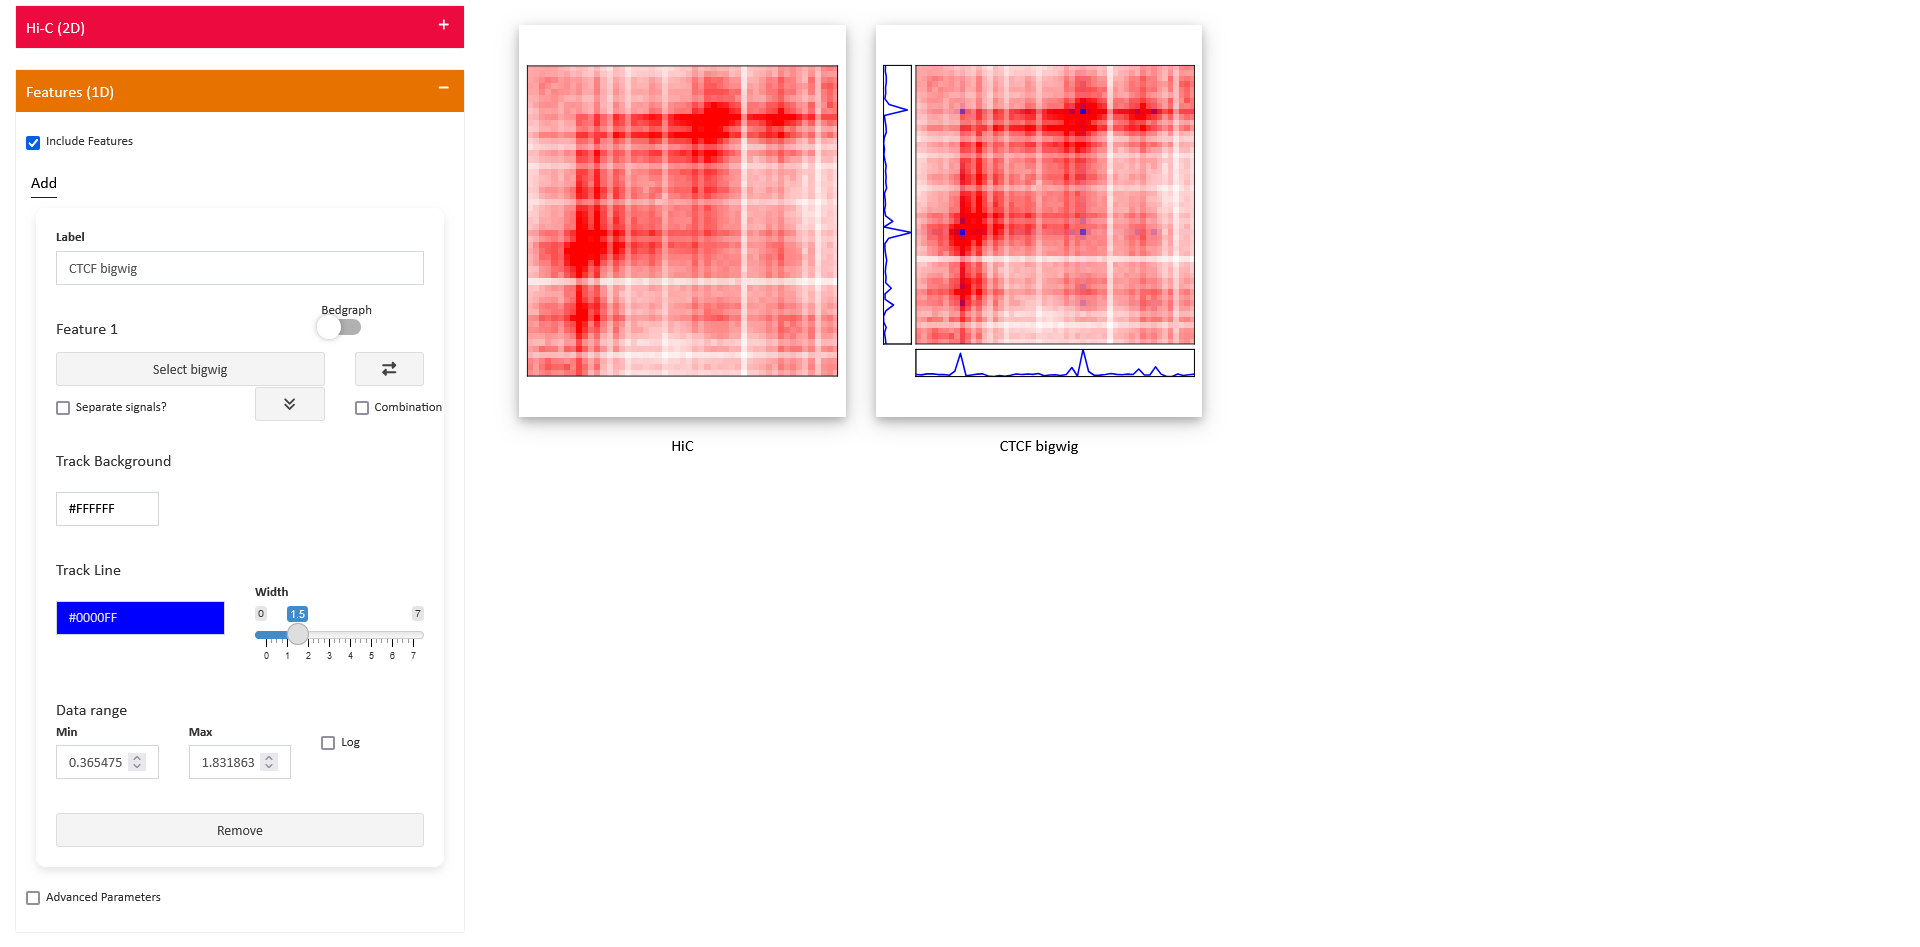 Hi-C (2D)
+
Features (1D)
−
Include Features
Add
Label
CTCF bigwig
Bedgraph
Feature 1
Select bigwig
Separate signals?
Combination
Track Background
#FFFFFF
Track Line
Width
0 1.5 7
#0000FF
0 1 2 3 4 5 6 7
Data range
Min Max
Log
0.365475 1.831863
Remove
Advanced Parameters
HiC
CTCF bigwig